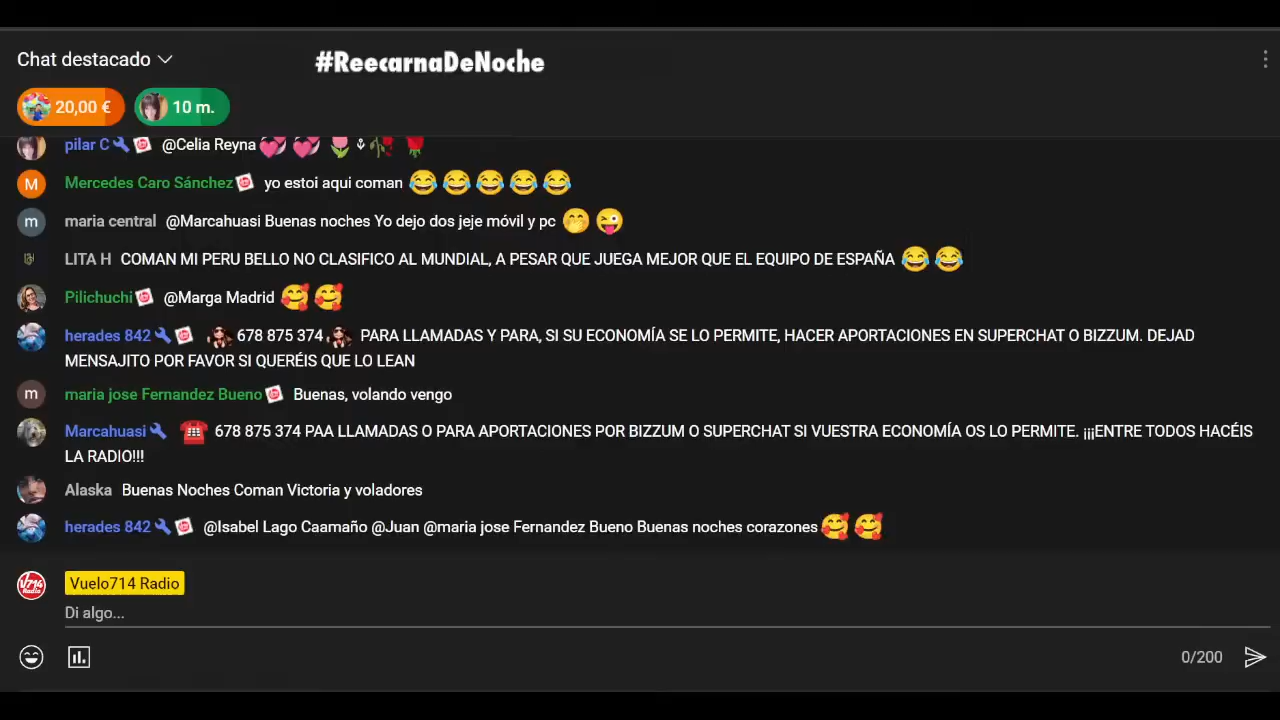 Chat destacado
#ReecarnaDeNoche
20,00 €
10 m.
pilar C @Celia Reyna
Mercedes Caro Sánchez yo estoi aqui coman
maria central @Marcahuasi Buenas noches Yo dejo dos jeje móvil y pc
LITA H COMAN MI PERU BELLO NO CLASIFICO AL MUNDIAL, A PESAR QUE JUEGA MEJOR QUE EL EQUIPO DE ESPAÑA
Pilichuchi @Marga Madrid
herades 842 678 875 374 PARA LLAMADAS Y PARA, SI SU ECONOMÍA SE LO PERMITE, HACER APORTACIONES EN SUPERCHAT O BIZZUM. DEJAD
MENSAJITO POR FAVOR SI QUERÉIS QUE LO LEAN
maria jose Fernandez Bueno Buenas, volando vengo
Marcahuasi 678 875 374 PAA LLAMADAS O PARA APORTACIONES POR BIZZUM O SUPERCHAT SI VUESTRA ECONOMÍA OS LO PERMITE. ¡¡¡ENTRE TODOS HACÉIS
LA RADIO!!!
Alaska Buenas Noches Coman Victoria y voladores
herades 842 @Isabel Lago Caamaño @Juan @maria jose Fernandez Bueno Buenas noches corazones
V714 Radio
Vuelo714 Radio
Di algo...
0/200